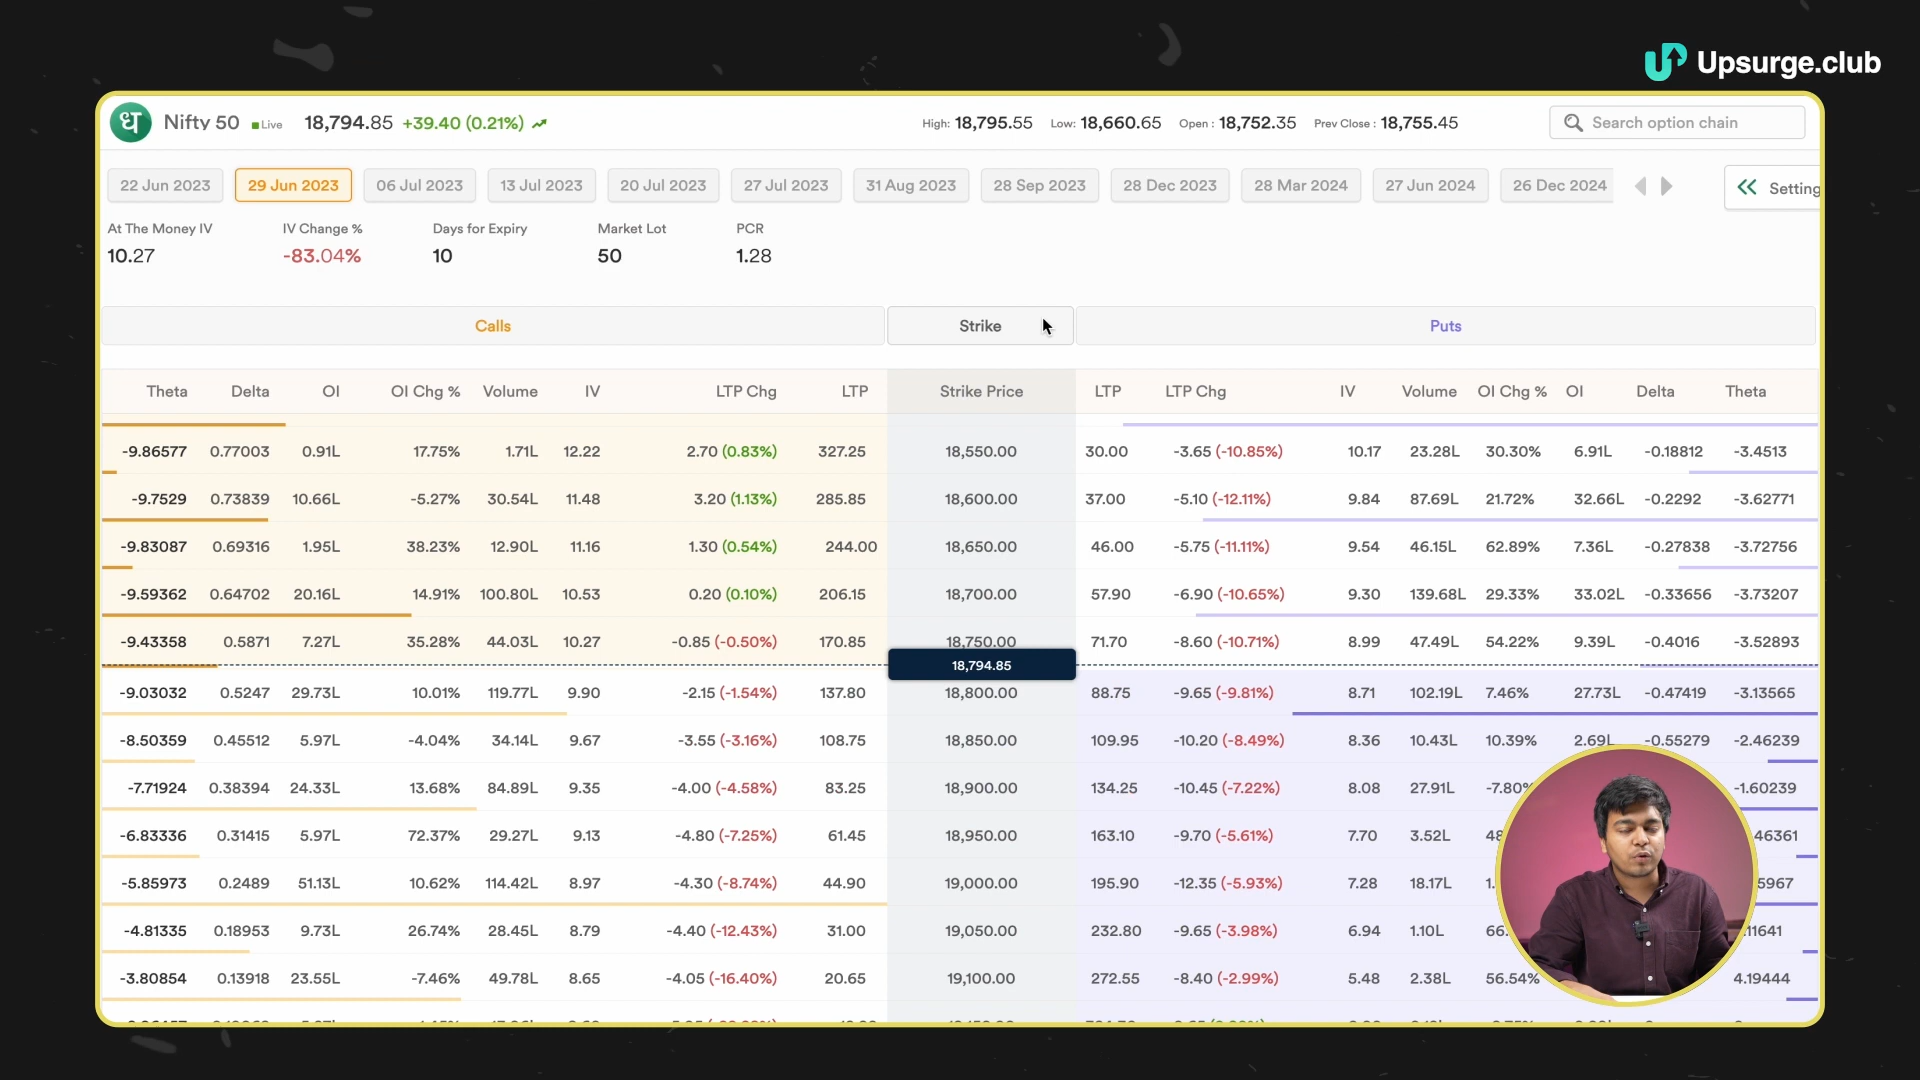 Upsurge.club
ध Nifty 50 Live 18,794.85 +39.40 (0.21%) High: 18,795.55 Low: 18,660.65 Open : 18,752.35 Prev Close : 18,755.45 Search option chain
22 Jun 2023 29 Jun 2023 06 Jul 2023 13 Jul 2023 20 Jul 2023 27 Jul 2023 31 Aug 2023 28 Sep 2023 28 Dec 2023 28 Mar 2024 27 Jun 2024 26 Dec 2024 Setting
At The Money IV IV Change % Days for Expiry Market Lot PCR
10.27 -83.04% 10 50 1.28
Calls Strike Puts
Theta Delta OI OI Chg % Volume IV LTP Chg LTP Strike Price LTP LTP Chg IV Volume OI Chg % OI Delta Theta
-9.86577 0.77003 0.91L 17.75% 1.71L 12.22 2.70 (0.83%) 327.25 18,550.00 30.00 -3.65 (-10.85%) 10.17 23.28L 30.30% 6.91L -0.18812 -3.4513
-9.7529 0.73839 10.66L -5.27% 30.54L 11.48 3.20 (1.13%) 285.85 18,600.00 37.00 -5.10 (-12.11%) 9.84 87.69L 21.72% 32.66L -0.2292 -3.62771
-9.83087 0.69316 1.95L 38.23% 12.90L 11.16 1.30 (0.54%) 244.00 18,650.00 46.00 -5.75 (-11.11%) 9.54 46.15L 62.89% 7.36L -0.27838 -3.72756
-9.59362 0.64702 20.16L 14.91% 100.80L 10.53 0.20 (0.10%) 206.15 18,700.00 57.90 -6.90 (-10.65%) 9.30 139.68L 29.33% 33.02L -0.33656 -3.73207
-9.43358 0.5871 7.27L 35.28% 44.03L 10.27 -0.85 (-0.50%) 170.85 18,750.00 71.70 -8.60 (-10.71%) 8.99 47.49L 54.22% 9.39L -0.4016 -3.52893
18,794.85
-9.03032 0.5247 29.73L 10.01% 119.77L 9.90 -2.15 (-1.54%) 137.80 18,800.00 88.75 -9.65 (-9.81%) 8.71 102.19L 7.46% 27.73L -0.47419 -3.13565
-8.50359 0.45512 5.97L -4.04% 34.14L 9.67 -3.55 (-3.16%) 108.75 18,850.00 109.95 -10.20 (-8.49%) 8.36 10.43L 10.39% 2.69L -0.55279 -2.46239
-7.71924 0.38394 24.33L 13.68% 84.89L 9.35 -4.00 (-4.58%) 83.25 18,900.00 134.25 -10.45 (-7.22%) 8.08 27.91L -7.80% -1.60239
-6.83336 0.31415 5.97L 72.37% 29.27L 9.13 -4.80 (-7.25%) 61.45 18,950.00 163.10 -9.70 (-5.61%) 7.70 3.52L 48 46361
-5.85973 0.2489 51.13L 10.62% 114.42L 8.97 -4.30 (-8.74%) 44.90 19,000.00 195.90 -12.35 (-5.93%) 7.28 18.17L 1. 5967
-4.81335 0.18953 9.73L 26.74% 28.45L 8.79 -4.40 (-12.43%) 31.00 19,050.00 232.80 -9.65 (-3.98%) 6.94 1.10L 66. 11641
-3.80854 0.13918 23.55L -7.46% 49.78L 8.65 -4.05 (-16.40%) 20.65 19,100.00 272.55 -8.40 (-2.99%) 5.48 2.38L 56.54% 4.19444